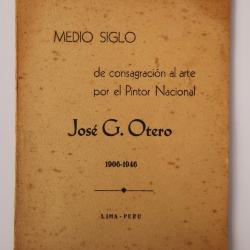 MEDIO SIGLO
de consagración al arte
por el Pintor Nacional
José G. Otero
1906-1946
LIMA - PERU